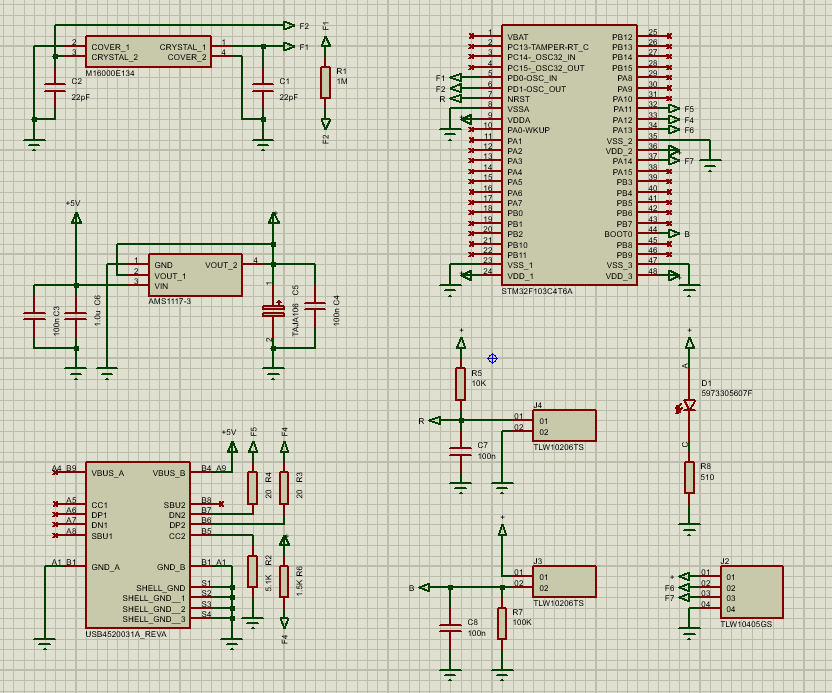 F2
2 COVER_1 CRYSTAL_1 1
3 CRYSTAL_2 COVER_2 4
F1
M16000E134
C2
22pF
C1
22pF
F1
R1
1M
F2
1 VBAT PB12 25
2 PC13-TAMPER-RT_C PB13 26
3 PC14-_OSC32_IN PB14 27
4 PC15-_OSC32_OUT PB15 28
F1 5 PD0-OSC_IN PA8 29
F2 6 PD1-OSC_OUT PA9 30
R 7 NRST PA10 31
8 VSSA PA11 32 F5
9 VDDA PA12 33 F4
10 PA0-WKUP PA13 34 F6
11 PA1 VSS_2 35
12 PA2 VDD_2 36
13 PA3 PA14 37 F7
14 PA4 PA15 38
15 PA5 PB3 39
16 PA6 PB4 40
17 PA7 PB5 41
18 PB0 PB6 42
19 PB1 PB7 43
20 PB2 BOOT0 44 B
21 PB10 PB8 45
22 PB11 PB9 46
23 VSS_1 VSS_3 47
24 VDD_1 VDD_3 48
STM32F103C4T6A
+5V
1 GND VOUT_2 4
2 VOUT_1
3 VIN
AMS1117-3
100n C3
1.0u C6
1
TAJA106 C5
2
100n C4
+
R5
10K
R
C7
100n
J4
01 01
02 02
TLW10206TS
+
A
D1
5973305607F
C
R8
510
+5V
F5
F4
A4 B9 VBUS_A VBUS_B B4 A9
A5 CC1 SBU2 B8
A6 DP1 DN2 B7
A7 DN1 DP2 B6
A8 SBU1 CC2 B5
A1 B1 GND_A GND_B B1 A1
SHELL_GND S1
SHELL_GND__1 S2
SHELL_GND__2 S3
SHELL_GND__3 S4
USB4520031A_REVA
20 R4
20 R3
5.1K R2
1.5K R6
F4
+
J3
01 01
02 02
TLW10206TS
B
C8
100n
R7
100K
J2
+ 01 01
F6 02 02
F7 03 03
04 04
TLW10405GS